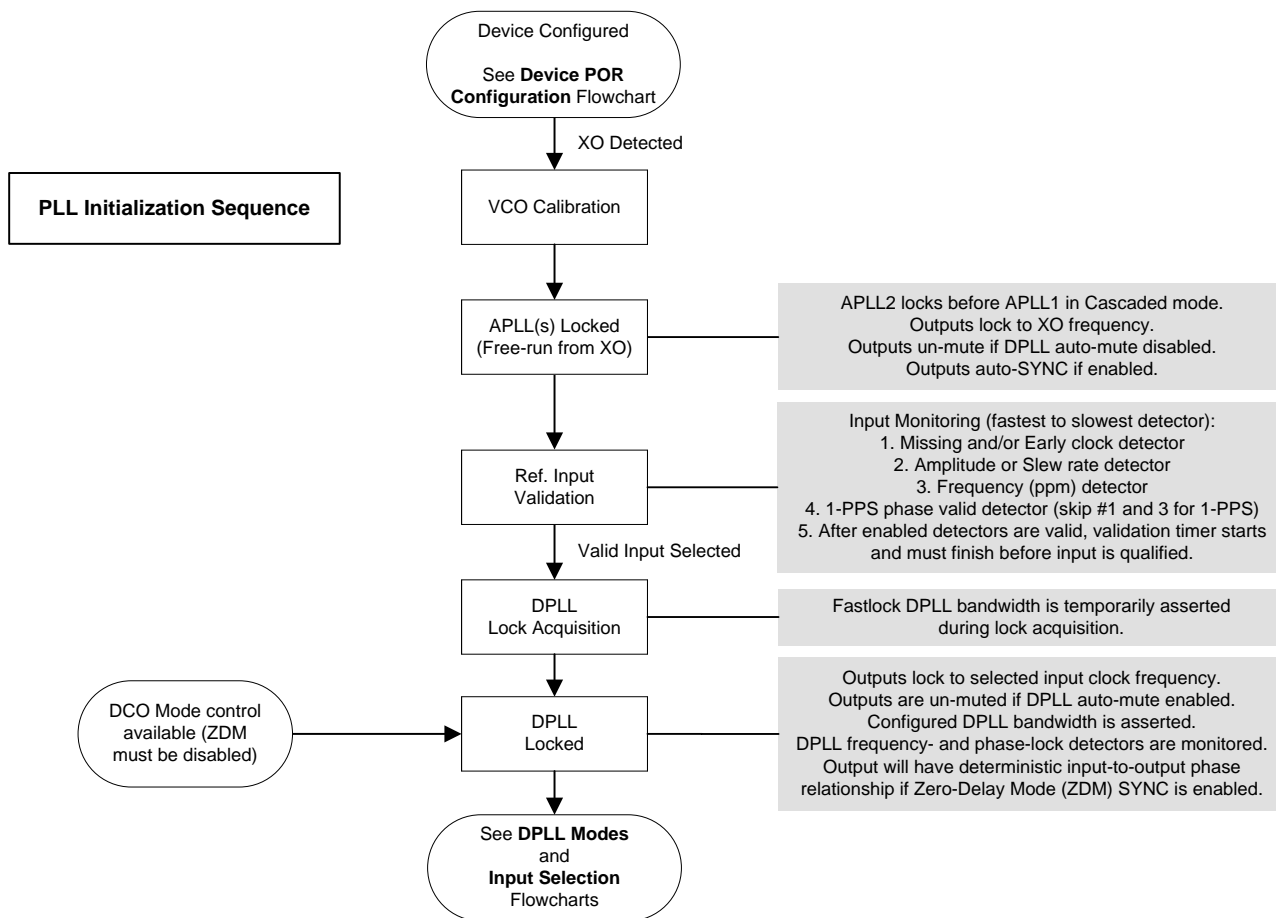 Device Configured
See Device POR
Configuration Flowchart
XO Detected
PLL Initialization Sequence
VCO Calibration
APLL(s) Locked
(Free-run from XO)
APLL2 locks before APLL1 in Cascaded mode.
Outputs lock to XO frequency.
Outputs un-mute if DPLL auto-mute disabled.
Outputs auto-SYNC if enabled.
Ref. Input
Validation
Input Monitoring (fastest to slowest detector):
1. Missing and/or Early clock detector
2. Amplitude or Slew rate detector
3. Frequency (ppm) detector
4. 1-PPS phase valid detector (skip #1 and 3 for 1-PPS)
5. After enabled detectors are valid, validation timer starts
and must finish before input is qualified.
Valid Input Selected
DPLL
Lock Acquisition
Fastlock DPLL bandwidth is temporarily asserted
during lock acquisition.
DCO Mode control
available (ZDM
must be disabled)
DPLL
Locked
Outputs lock to selected input clock frequency.
Outputs are un-muted if DPLL auto-mute enabled.
Configured DPLL bandwidth is asserted.
DPLL frequency- and phase-lock detectors are monitored.
Output will have deterministic input-to-output phase
relationship if Zero-Delay Mode (ZDM) SYNC is enabled.
See DPLL Modes
and
Input Selection
Flowcharts